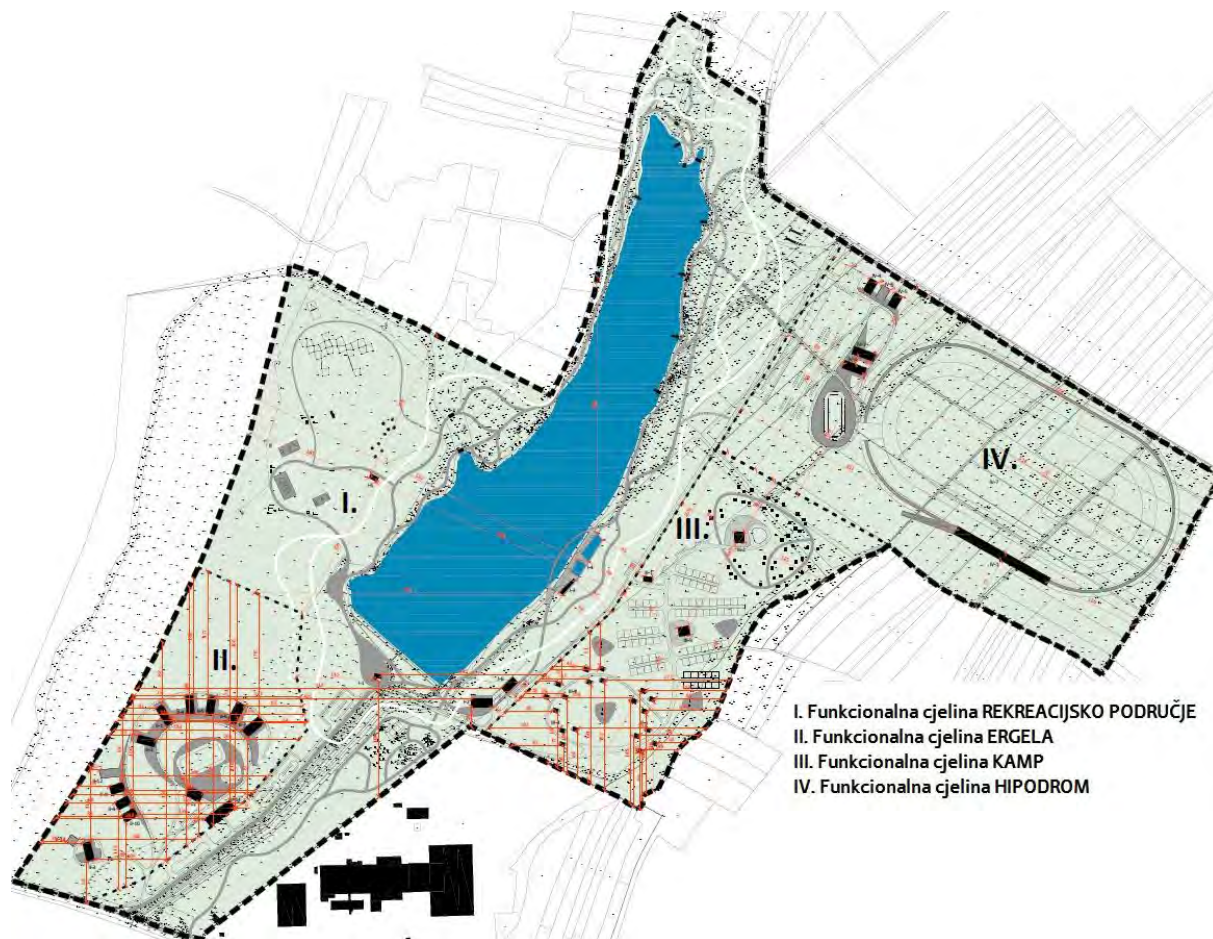 I.
II.
III.
IV.
I. Funkcionalna cjelina REKREACIJSKO PODRUČJE
II. Funkcionalna cjelina ERGELA
III. Funkcionalna cjelina KAMP
IV. Funkcionalna cjelina HIPODROM